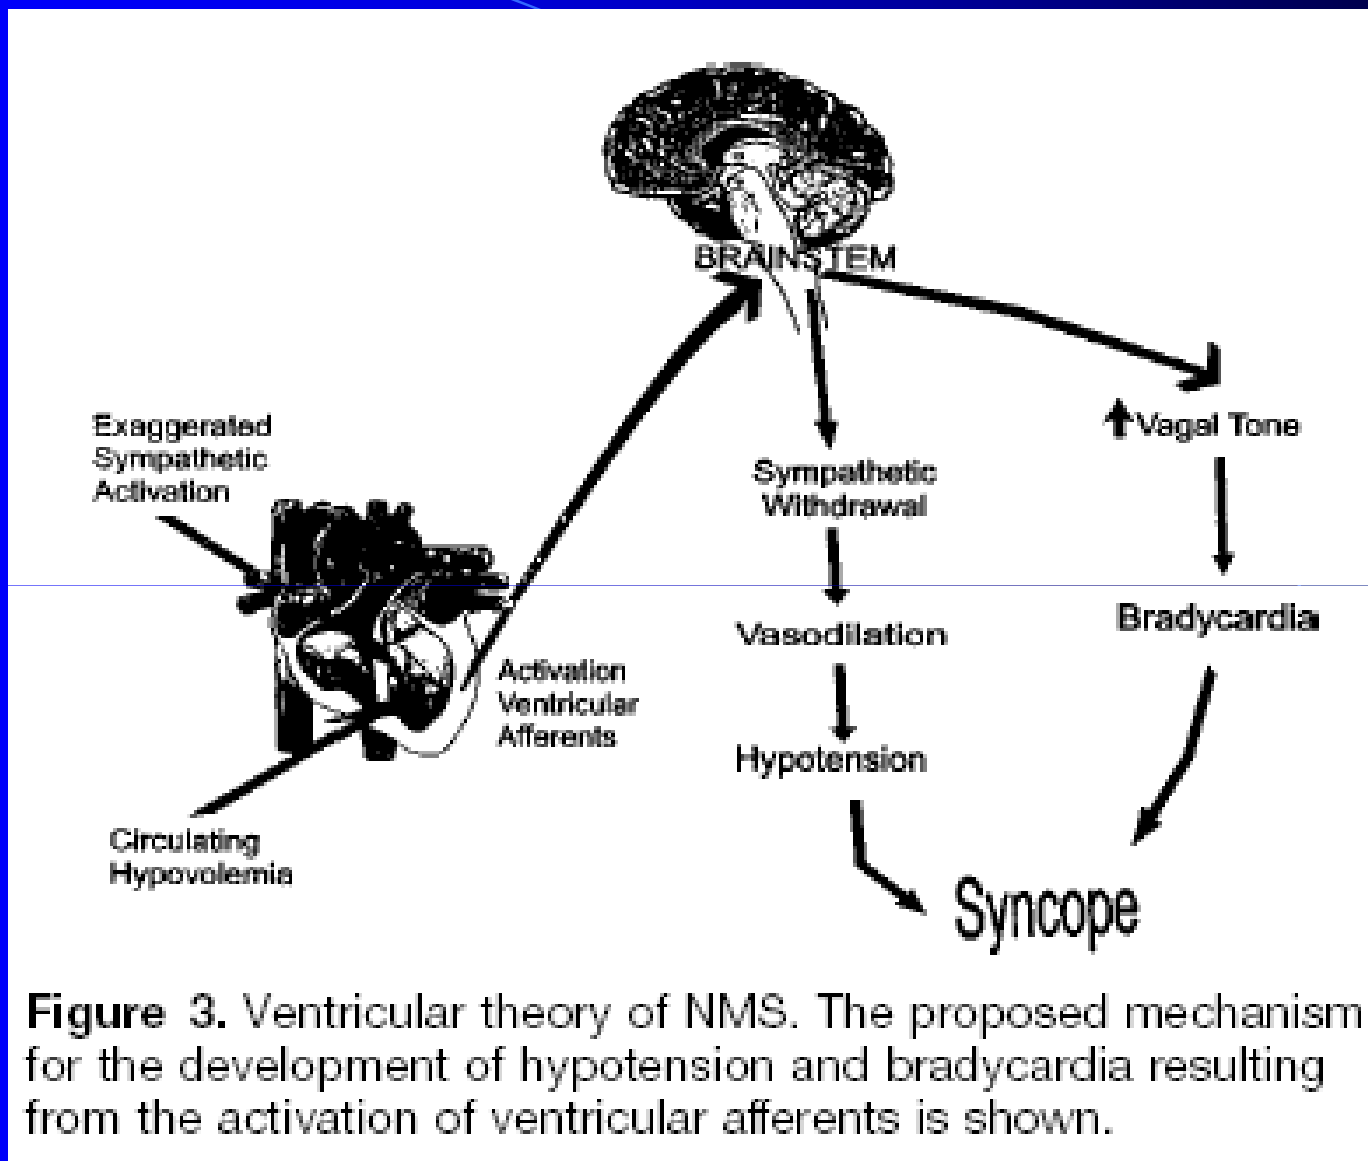 BRAINSTEM
Exaggerated
Sympathetic
Activation
↑Vagal Tone
Sympathetic
Withdrawal
Vasodilation
Bradycardia
Activation
Ventricular
Afferents
Hypotension
Circulating
Hypovolemia
Syncope
Figure 3. Ventricular theory of NMS. The proposed mechanism
for the development of hypotension and bradycardia resulting
from the activation of ventricular afferents is shown.